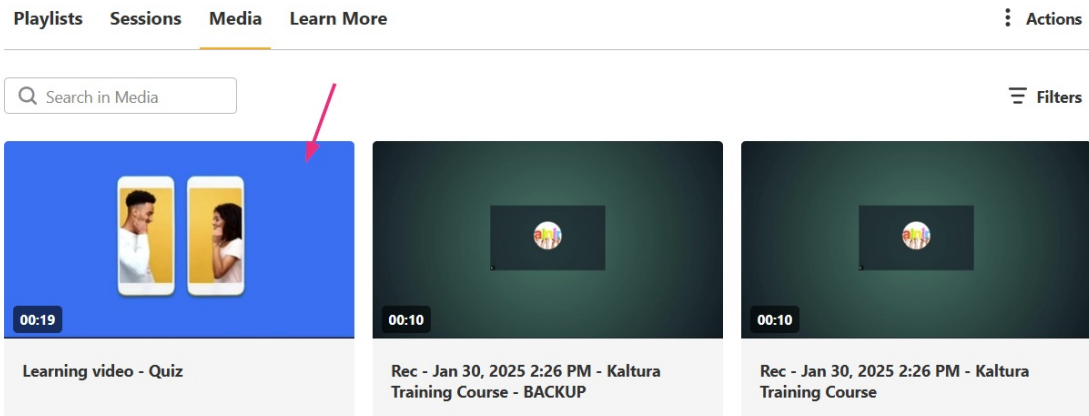 Playlists Sessions Media Learn More Actions
Search in Media Filters
00:19 00:10 00:10
Learning video - Quiz
Rec - Jan 30, 2025 2:26 PM - Kaltura
Training Course - BACKUP
Rec - Jan 30, 2025 2:26 PM - Kaltura
Training Course